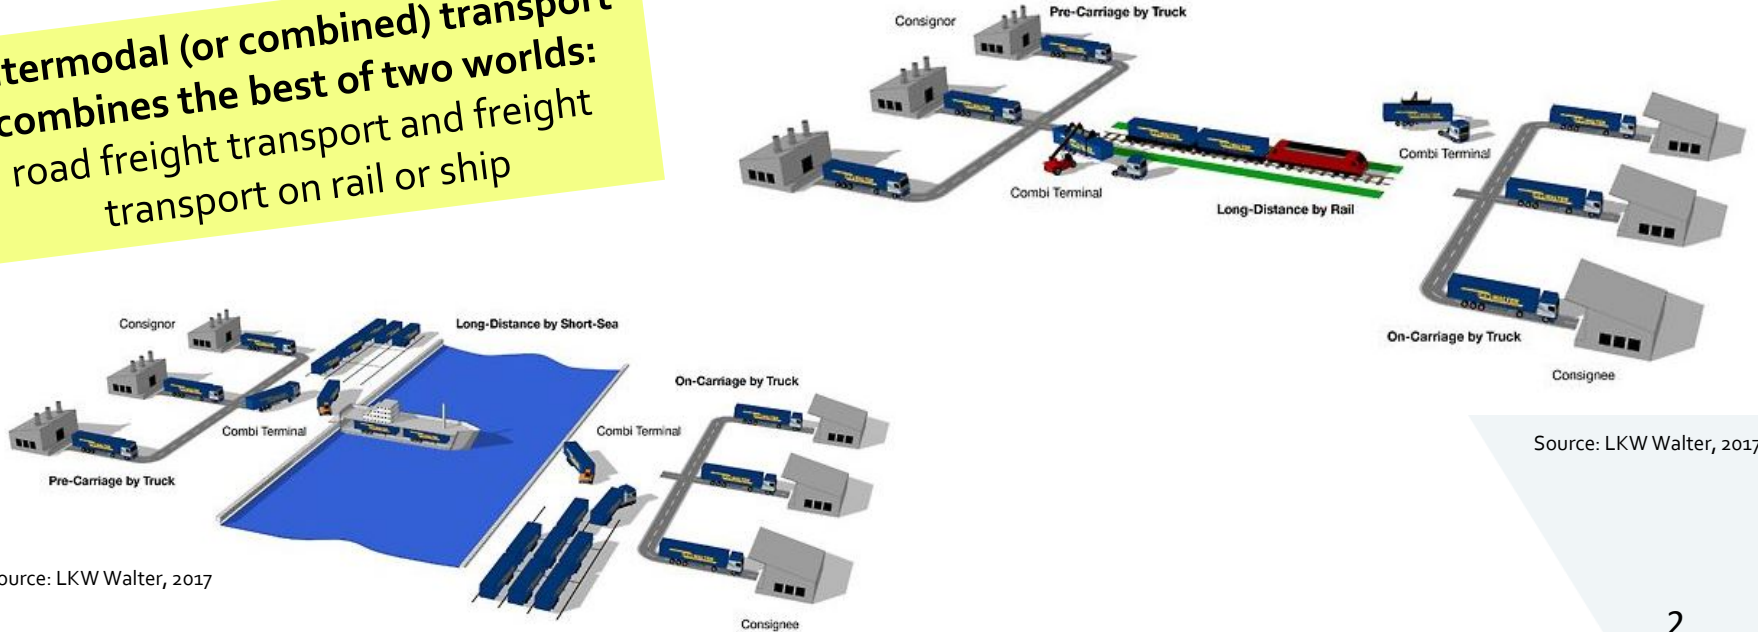 termodal (or combined) transport
combines the best of two worlds:
road freight transport and freight
transport on rail or ship
Consignor
Pre-Carriage by Truck
Combi Terminal
Long-Distance by Rail
Combi Terminal
On-Carriage by Truck
Consignee
Source: LKW Walter, 2017
Consignor
Long-Distance by Short-Sea
Combi Terminal
Pre-Carriage by Truck
On-Carriage by Truck
Combi Terminal
Consignee
ource: LKW Walter, 2017
2